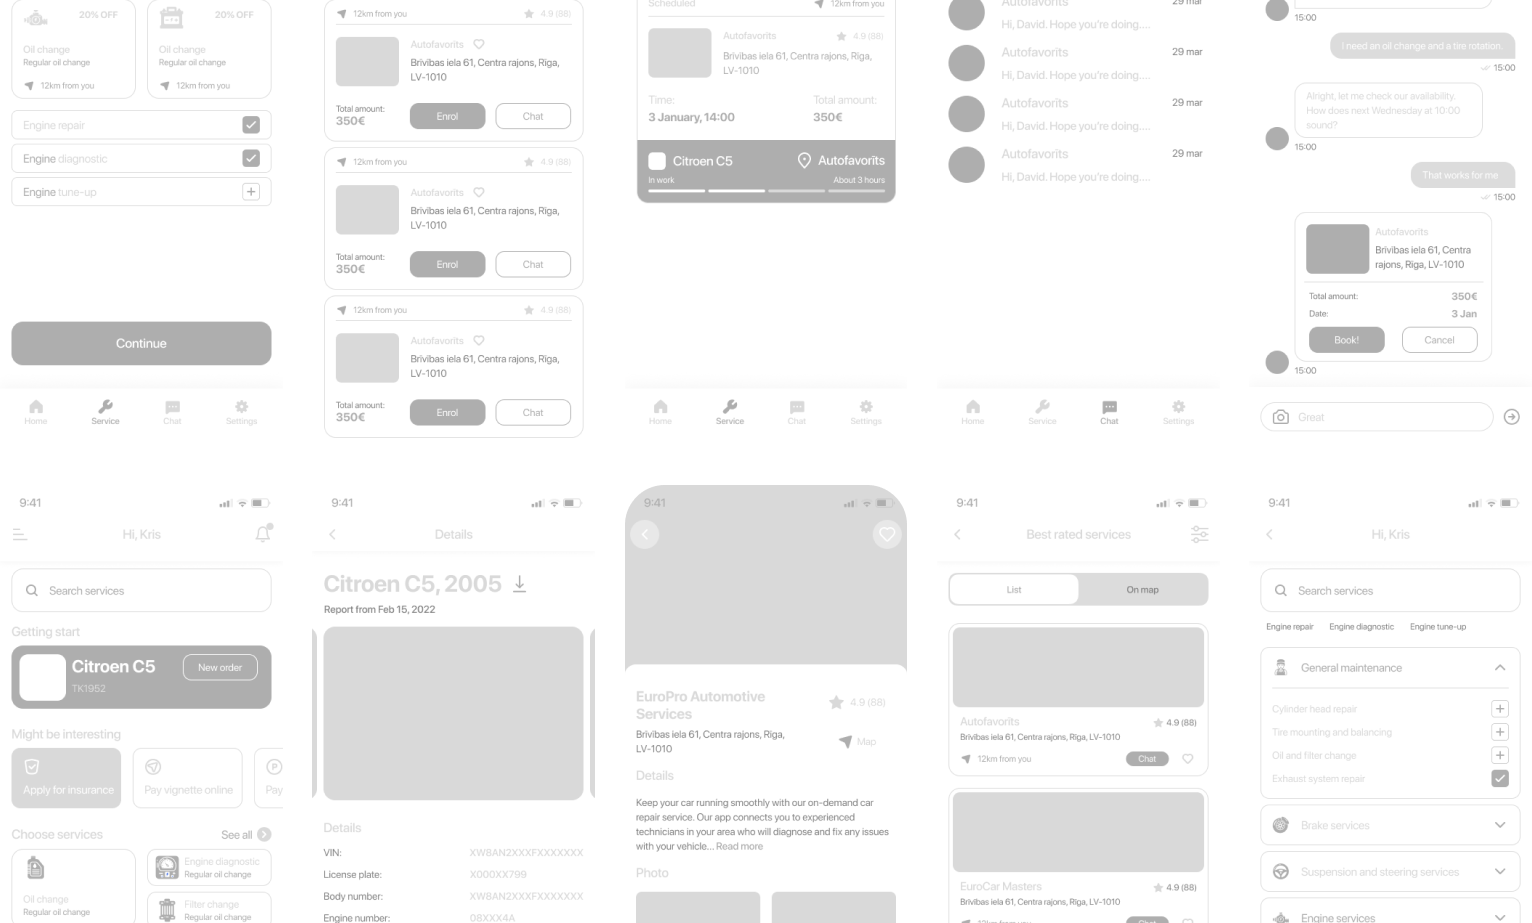 20% OFF
Oil change
Regular oil change
12km from you
20% OFF
Oil change
Regular oil change
12km from you
Engine repair
Engine diagnostic
Engine tune-up
Continue
Home
Service
Chat
Settings
12km from you
4.9 (88)
Autofavorits
Brivibas iela 61, Centra rajons, Riga,
LV-1010
Total amount:
350€
Enrol
Chat
12km from you
4.9 (88)
Autofavorits
Brivibas iela 61, Centra rajons, Riga,
LV-1010
Total amount:
350€
Enrol
Chat
12km from you
4.9 (88)
Autofavorits
Brivibas iela 61, Centra rajons, Riga,
LV-1010
Total amount:
350€
Enrol
Chat
Scheduled
12km from you
Autofavorits
4.9 (88)
Brivibas iela 61, Centra rajons, Riga,
LV-1010
Time:
Total amount:
3 January, 14:00
350€
Citroen C5
Autofavorits
In work
About 3 hours
Home
Service
Chat
Settings
Autofavorits
29 mar
Hi, David. Hope you're doing....
Autofavorits
29 mar
Hi, David. Hope you're doing....
Autofavorits
29 mar
Hi, David. Hope you're doing....
Autofavorits
29 mar
Hi, David. Hope you're doing....
Home
Service
Chat
Settings
15:00
I need an oil change and a tire rotation.
15:00
Alright, let me check our availability.
How does next Wednesday at 10:00
sound?
15:00
That works for me
15:00
Autofavorits
Brivibas iela 61, Centra
rajons, Riga, LV-1010
Total amount:
350€
Date:
3 Jan
Book!
Cancel
15:00
Great
9:41
Hi, Kris
Search services
Getting start
Citroen C5
TK1952
New order
Might be interesting
Apply for insurance
Pay vignette online
P
Pay
Choose services
See all
Oil change
Regular oil change
Engine diagnostic
Regular oil change
Filter change
Regular oil change
9:41
Details
Citroen C5, 2005
Report from Feb 15, 2022
Details
VIN:
XW8AN2XXXFXXXXXXX
License plate:
X000XX799
Body number:
XW8AN2XXXFXXXXXXX
Engine number:
08XXX4A
9:41
EuroPro Automotive
Services
4.9 (88)
Brivibas iela 61, Centra rajons, Riga,
LV-1010
Map
Details
Keep your car running smoothly with our on-demand car
repair service. Our app connects you to experienced
technicians in your area who will diagnose and fix any issues
with your vehicle... Read more
Photo
9:41
Best rated services
List
On map
Autofavorits
4.9 (88)
Brivibas iela 61, Centra rajons, Riga, LV-1010
12km from you
Chat
EuroCar Masters
4.9 (88)
Brivibas iela 61, Centra rajons, Riga, LV-1010
12km from you
Chat
9:41
Hi, Kris
Search services
Engine repair
Engine diagnostic
Engine tune-up
General maintenance
Cylinder head repair
Tire mounting and balancing
Oil and filter change
Exhaust system repair
Brake services
Suspension and steering services
Engine services